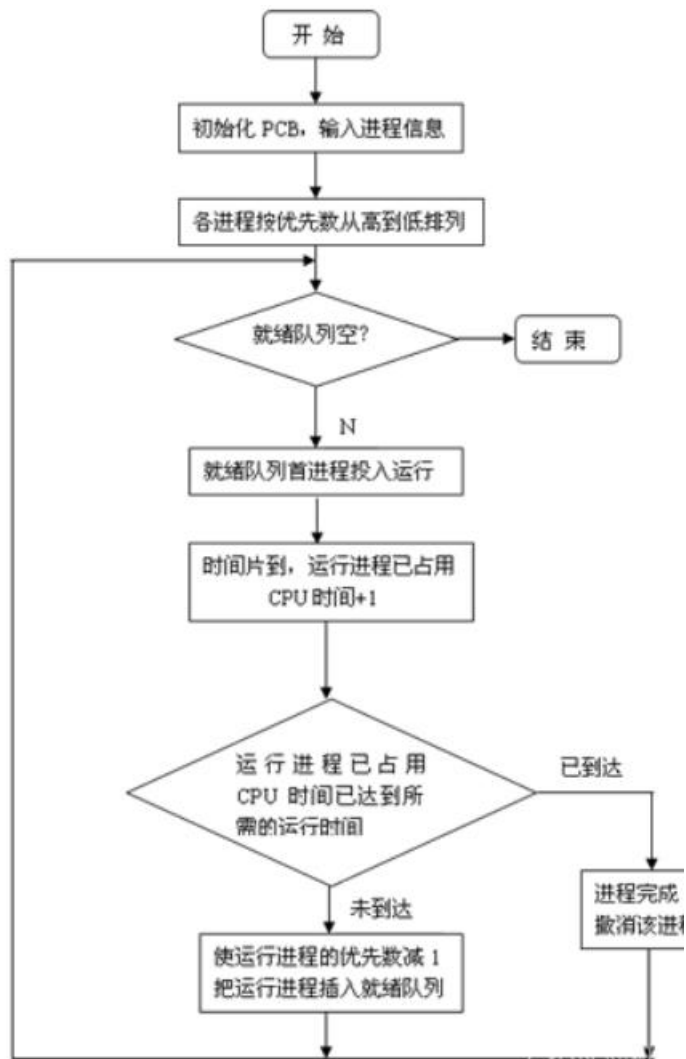 开 始
初始化 PCB，输入进程信息
各进程按优先数从高到低排列
就绪队列空？
结 束
N
就绪队列首进程投入运行
时间片到，运行进程已占用
CPU 时间+1
运 行 进 程 已 占 用
CPU 时间已达到所
需的运行时间
已到达
未到达
进程完成
撤消该进程
使运行进程的优先数减 1
把运行进程插入就绪队列